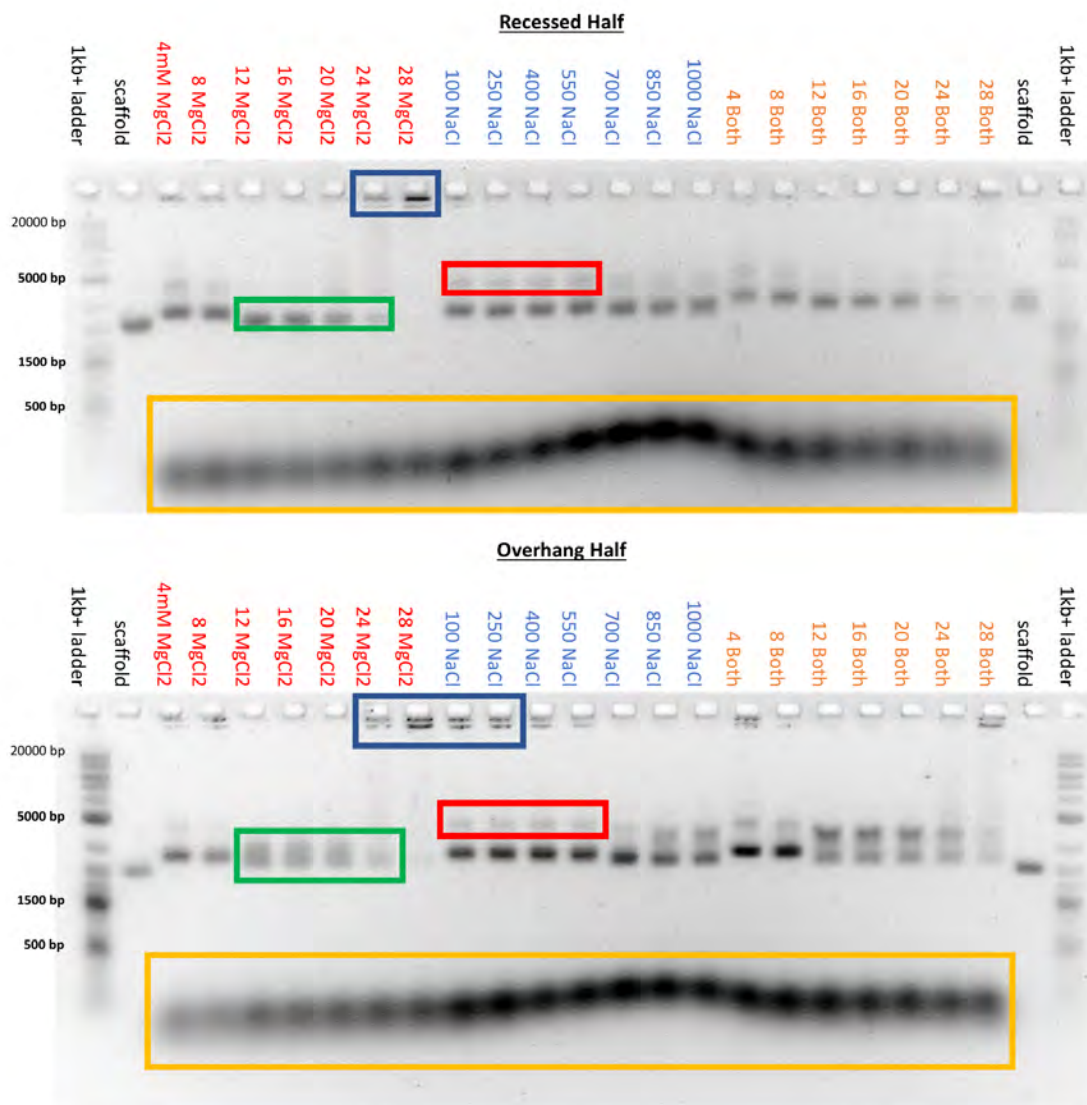 Recessed Half
1kb+ ladder
scaffold
4mM MgCl2
8 MgCl2
12 MgCl2
16 MgCl2
20 MgCl2
24 MgCl2
28 MgCl2
100 NaCl
250 NaCl
400 NaCl
550 NaCl
700 NaCl
850 NaCl
1000 NaCl
4 Both
8 Both
12 Both
16 Both
20 Both
24 Both
28 Both
scaffold
1kb+ ladder
20000 bp
5000 bp
1500 bp
500 bp
Overhang Half
1kb+ ladder
scaffold
4mM MgCl2
8 MgCl2
12 MgCl2
16 MgCl2
20 MgCl2
24 MgCl2
28 MgCl2
100 NaCl
250 NaCl
400 NaCl
550 NaCl
700 NaCl
850 NaCl
1000 NaCl
4 Both
8 Both
12 Both
16 Both
20 Both
24 Both
28 Both
scaffold
1kb+ ladder
20000 bp
5000 bp
1500 bp
500 bp